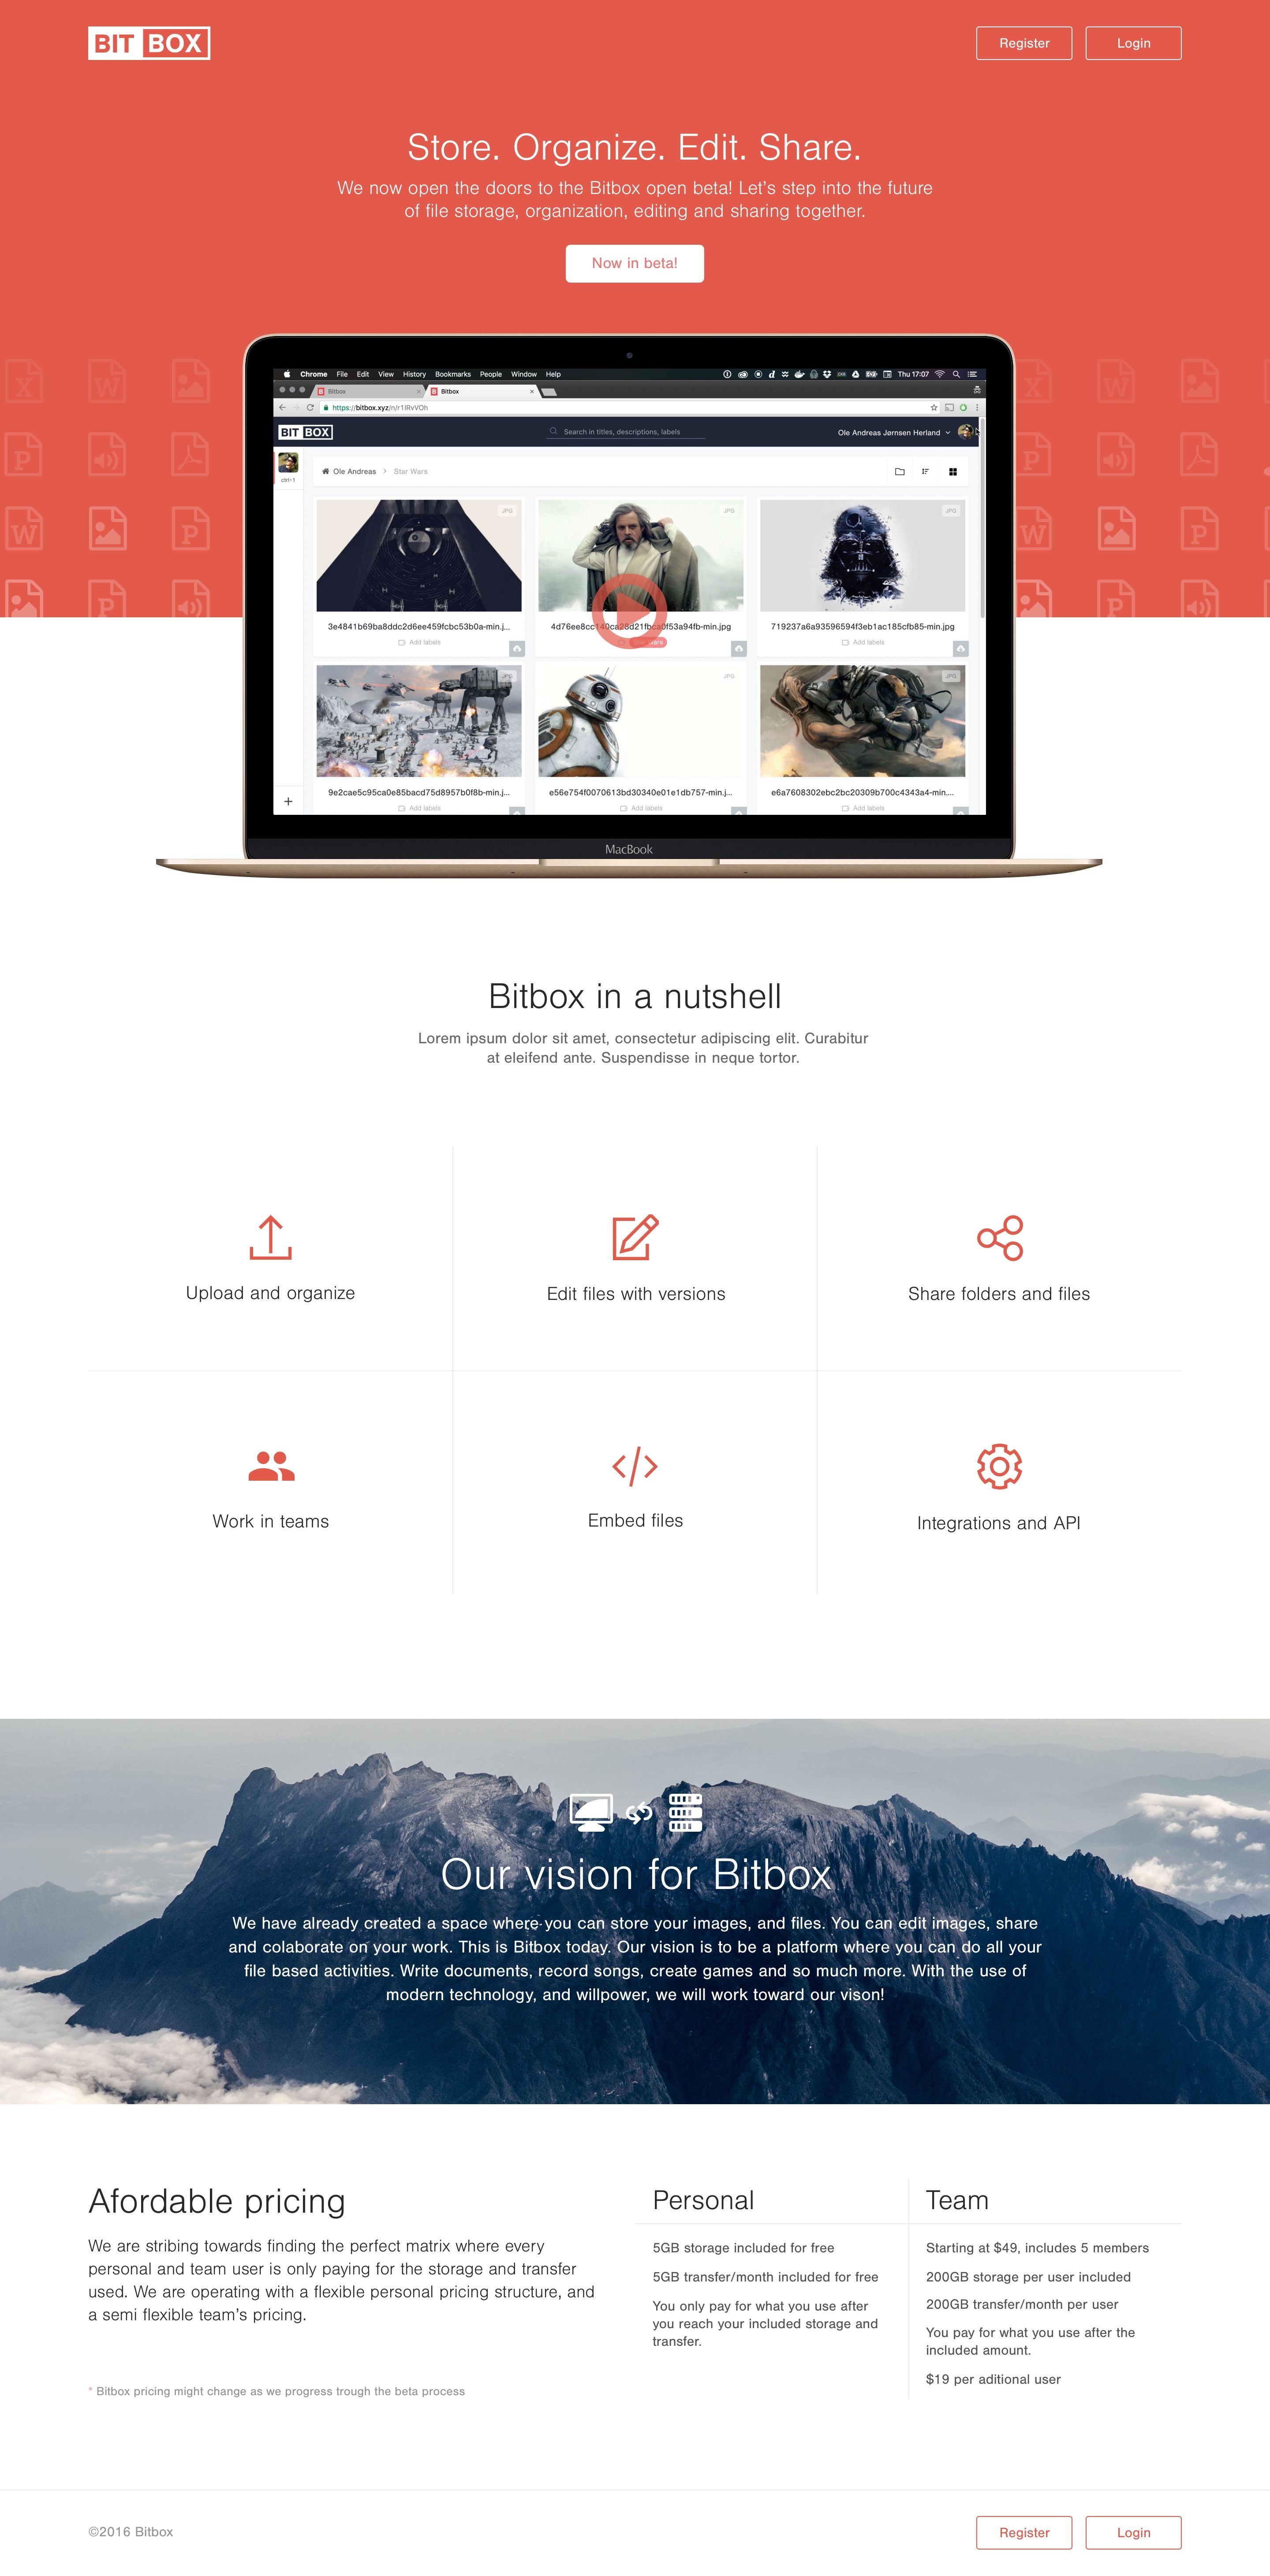 BIT BOX
Register
Login
Store. Organize. Edit. Share.
We now open the doors to the Bitbox open beta! Let's step into the future
of file storage, organization, editing and sharing together.
Now in beta!
Chrome File Edit View History Bookmarks People Window Help
Thu 17:07
Bitbox
Bitbox
https://bitbox.xyz/n/r1IRvVOh
BIT BOX
Search in titles, descriptions, labels
Ole Andreas Jørnsen Herland
ctrl+1
Ole Andreas > Star Wars
JPG
JPG
JPG
3e4841b69ba8ddc2d6ee459fcbc53b0a-min.j...
4d76ee8cc140ca28d21fbca0f53a94fb-min.jpg
719237a6a93596594f3eb1ac185cfb85-min.jpg
Add labels
Add labels
JPG
JPG
JPG
9e2cae5c95ca0e85bacd75d8957b0f8b-min.j...
e56e754f0070613bd30340e01e1db757-min.j...
e6a7608302ebc2bc20309b700c4343a4-min....
Add labels
Add labels
Add labels
MacBook
Bitbox in a nutshell
Lorem ipsum dolor sit amet, consectetur adipiscing elit. Curabitur
at eleifend ante. Suspendisse in neque tortor.
Upload and organize
Edit files with versions
Share folders and files
Work in teams
Embed files
Integrations and API
Our vision for Bitbox
We have already created a space where you can store your images, and files. You can edit images, share
and colaborate on your work. This is Bitbox today. Our vision is to be a platform where you can do all your
file based activities. Write documents, record songs, create games and so much more. With the use of
modern technology, and willpower, we will work toward our vison!
Afordable pricing
We are stribing towards finding the perfect matrix where every
personal and team user is only paying for the storage and transfer
used. We are operating with a flexible personal pricing structure, and
a semi flexible team's pricing.
* Bitbox pricing might change as we progress trough the beta process
Personal
5GB storage included for free
5GB transfer/month included for free
You only pay for what you use after
you reach your included storage and
transfer.
Team
Starting at $49, includes 5 members
200GB storage per user included
200GB transfer/month per user
You pay for what you use after the
included amount.
$19 per aditional user
©2016 Bitbox
Register
Login